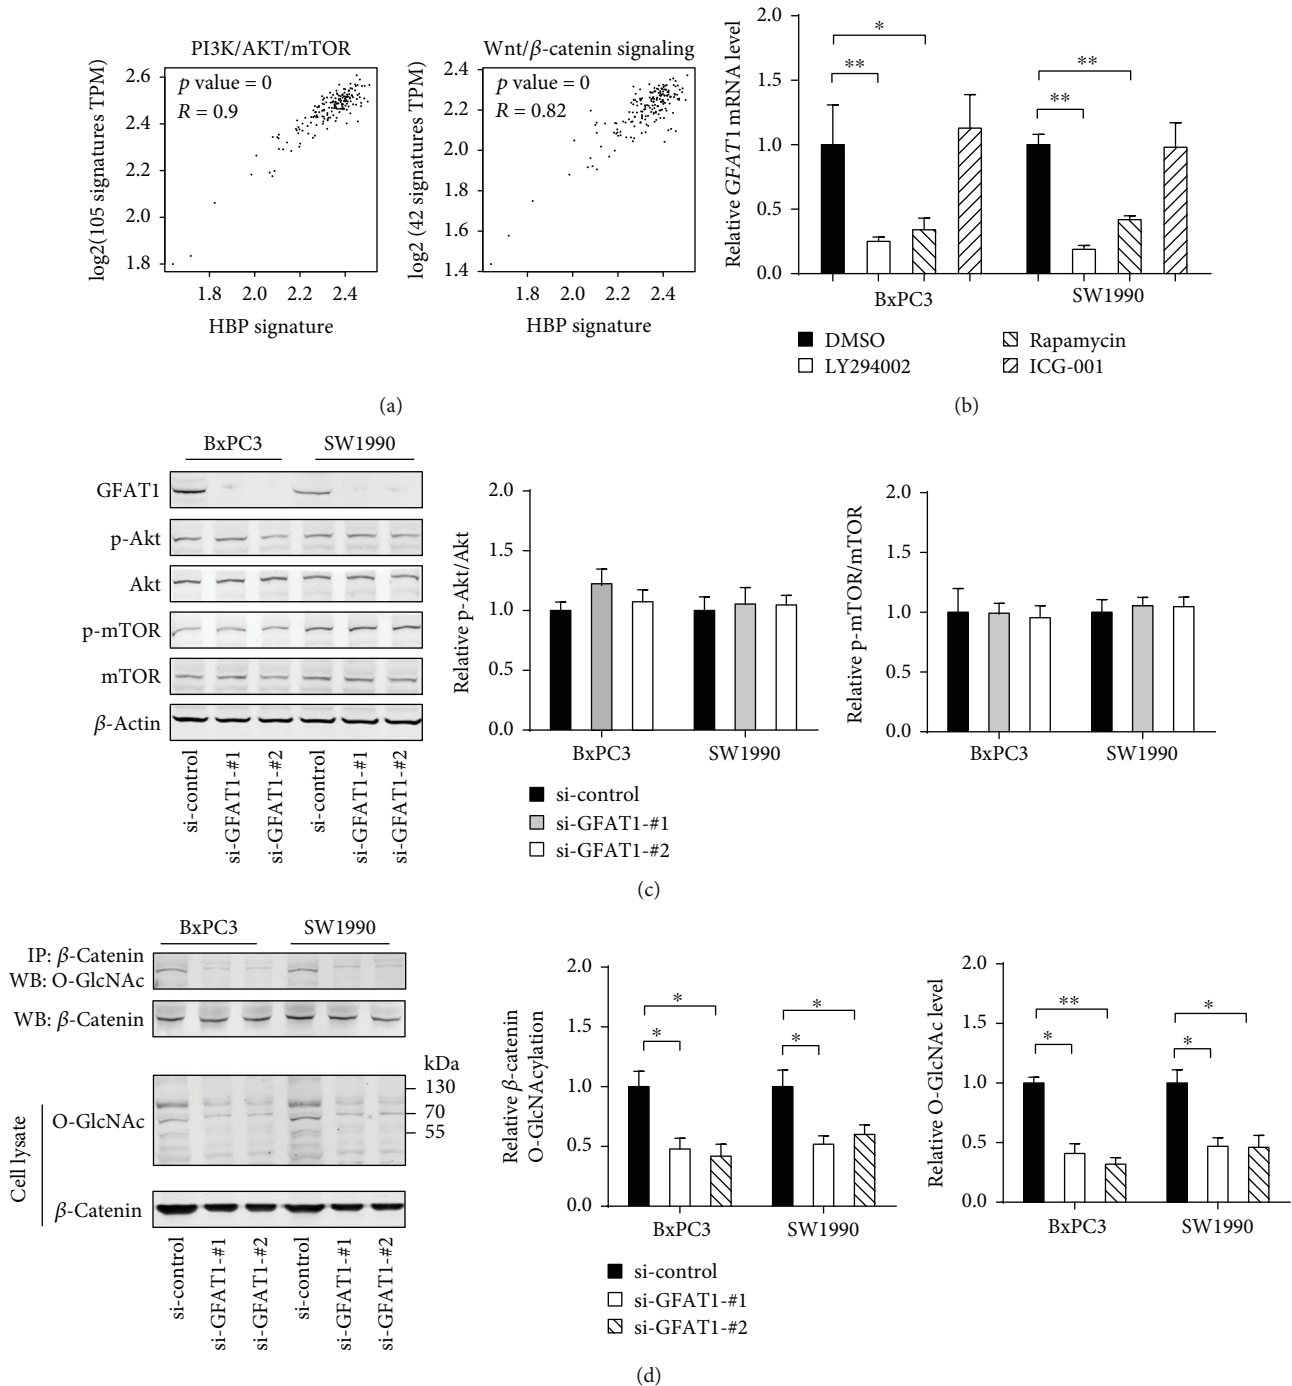 PI3K/AKT/mTOR
p value = 0
R = 0.9
log2(105 signatures TPM)
2.6
2.4
2.2
2.0
1.8
1.8 2.0 2.2 2.4
HBP signature
Wnt/β-catenin signaling
p value = 0
R = 0.82
log2 (42 signatures TPM)
2.4
2.2
2.0
1.8
1.6
1.4
1.8 2.0 2.2 2.4
HBP signature
(a)
Relative GFAT1 mRNA level
2.0
1.5
1.0
0.5
0.0
* **
** **
BxPC3 SW1990
DMSO
LY294002
Rapamycin
ICG-001
(b)
BxPC3 SW1990
GFAT1
p-Akt
Akt
p-mTOR
mTOR
β-Actin
si-control
si-GFAT1-#1
si-GFAT1-#2
si-control
si-GFAT1-#1
si-GFAT1-#2
Relative p-Akt/Akt
2.0
1.5
1.0
0.5
0.0
BxPC3 SW1990
si-control
si-GFAT1-#1
si-GFAT1-#2
Relative p-mTOR/mTOR
2.0
1.5
1.0
0.5
0.0
BxPC3 SW1990
(c)
BxPC3 SW1990
IP: β-Catenin
WB: O-GlcNAc
WB: β-Catenin
kDa
130
70
55
Cell lysate
O-GlcNAc
β-Catenin
si-control
si-GFAT1-#1
si-GFAT1-#2
si-control
si-GFAT1-#1
si-GFAT1-#2
Relative β-catenin
O-GlcNAcylation
2.0
1.5
1.0
0.5
0.0
* *
* *
BxPC3 SW1990
si-control
si-GFAT1-#1
si-GFAT1-#2
Relative O-GlcNAc level
2.0
1.5
1.0
0.5
0.0
** *
* *
BxPC3 SW1990
(d)